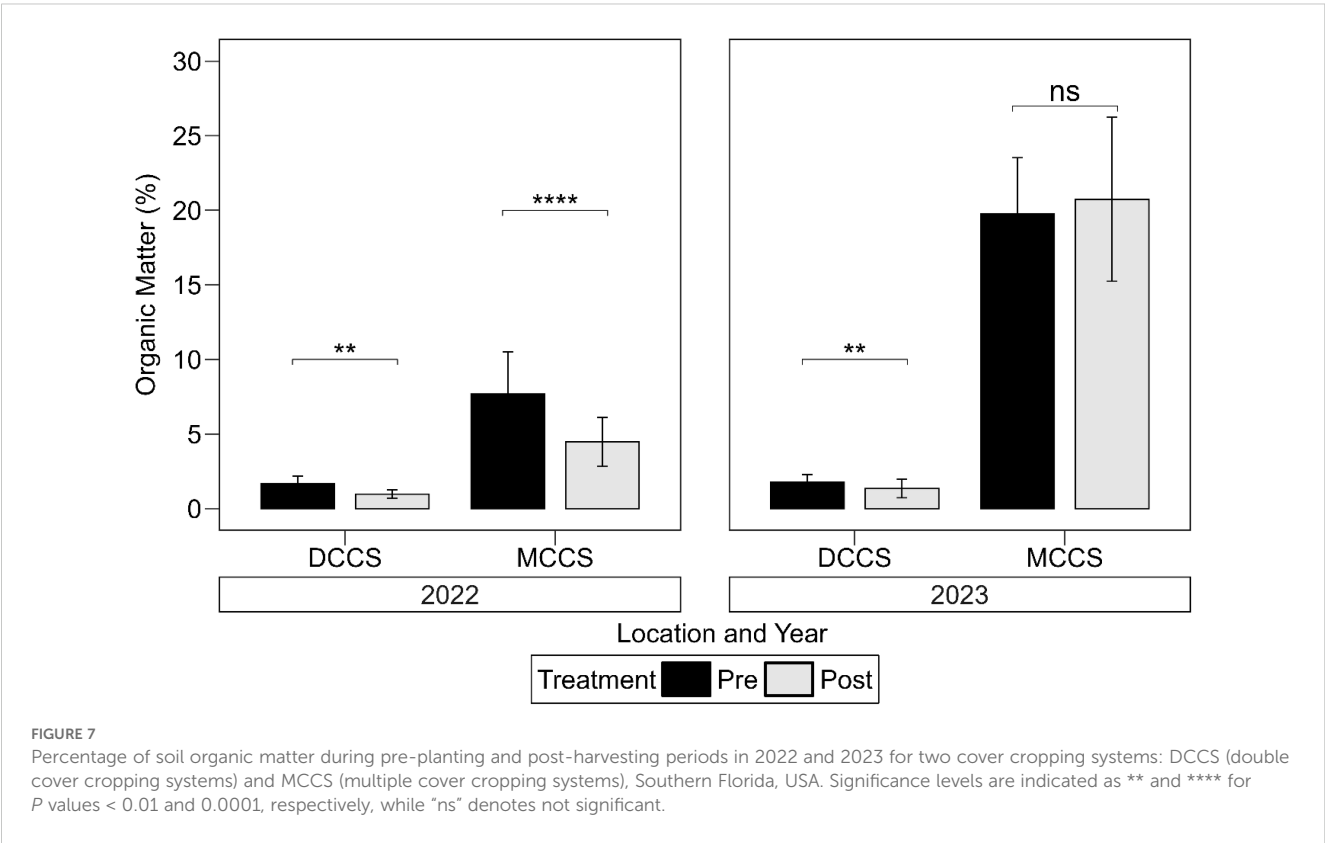 Organic Matter (%)
30
25
20
15
10
5
0
**
****
**
ns
DCCS
MCCS
DCCS
MCCS
2022
2023
Location and Year
Treatment Pre Post
FIGURE 7
Percentage of soil organic matter during pre-planting and post-harvesting periods in 2022 and 2023 for two cover cropping systems: DCCS (double
cover cropping systems) and MCCS (multiple cover cropping systems), Southern Florida, USA. Significance levels are indicated as ** and **** for
P values < 0.01 and 0.0001, respectively, while “ns” denotes not significant.